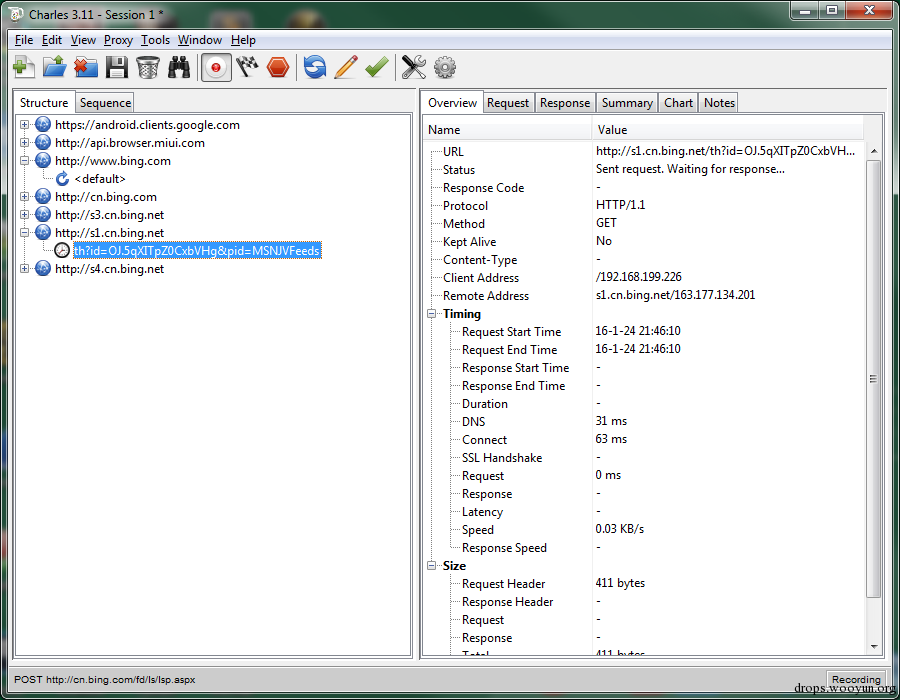 Charles 3.11 - Session 1 *
File Edit View Proxy Tools Window Help
Structure Sequence
https://android.clients.google.com
http://api.browser.miui.com
http://www.bing.com
<default>
http://cn.bing.com
http://s3.cn.bing.net
http://s1.cn.bing.net
th?id=OJ.5qXITpZ0CxbVHg&pid=MSNJVFeeds
http://s4.cn.bing.net
Overview Request Response Summary Chart Notes
Name Value
URL http://s1.cn.bing.net/th?id=OJ.5qXITpZ0CxbVH...
Status Sent request. Waiting for response...
Response Code -
Protocol HTTP/1.1
Method GET
Kept Alive No
Content-Type -
Client Address /192.168.199.226
Remote Address s1.cn.bing.net/163.177.134.201
Timing
Request Start Time 16-1-24 21:46:10
Request End Time 16-1-24 21:46:10
Response Start Time -
Response End Time -
Duration -
DNS 31 ms
Connect 63 ms
SSL Handshake -
Request 0 ms
Response -
Latency -
Speed 0.03 KB/s
Response Speed -
Size
Request Header 411 bytes
Response Header -
Request -
Response -
Total 411 bytes
POST http://cn.bing.com/fd/ls/lsp.aspx
Recording
drops.wooyun.org